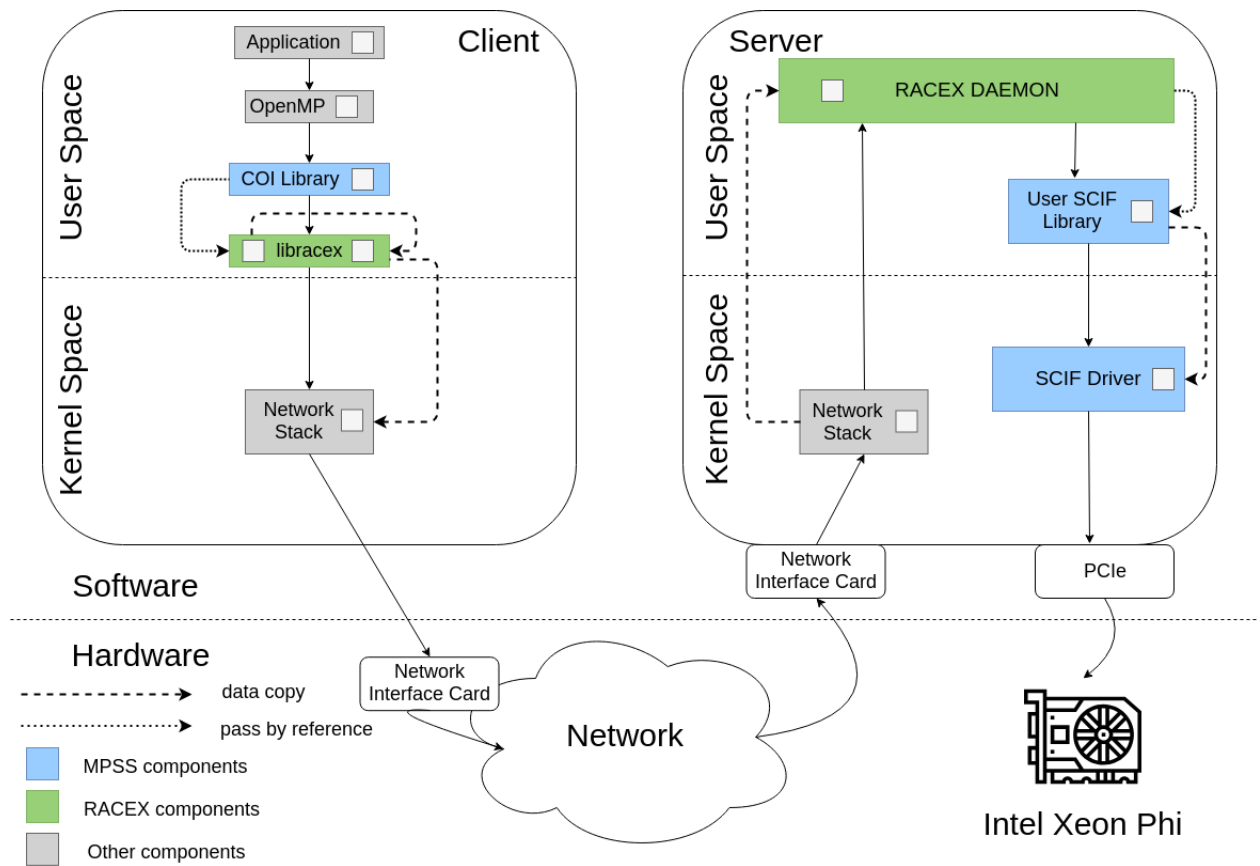 Client
Application
OpenMP
COI Library
libracex
User Space
Kernel Space
Network
Stack
Server
RACEX DAEMON
User SCIF
Library
User Space
Kernel Space
SCIF Driver
Network
Stack
Network
Interface Card
PCIe
Software
Hardware
Network
Interface Card
Network
Intel Xeon Phi
data copy
pass by reference
MPSS components
RACEX components
Other components